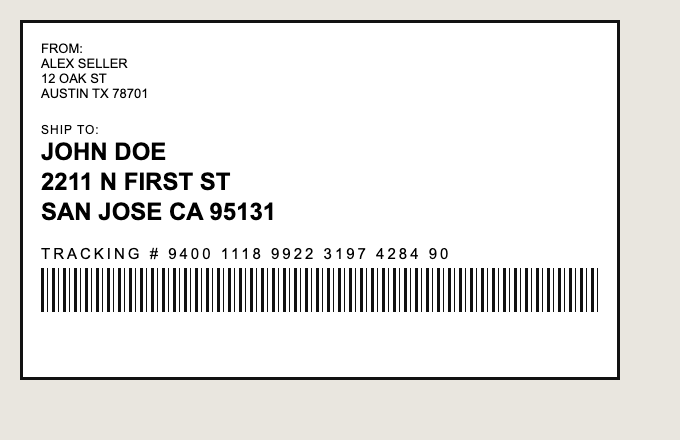 FROM:
ALEX SELLER
12 OAK ST
AUSTIN TX 78701
SHIP TO:
JOHN DOE
2211 N FIRST ST
SAN JOSE CA 95131
TRACKING # 9400 1118 9922 3197 4284 90